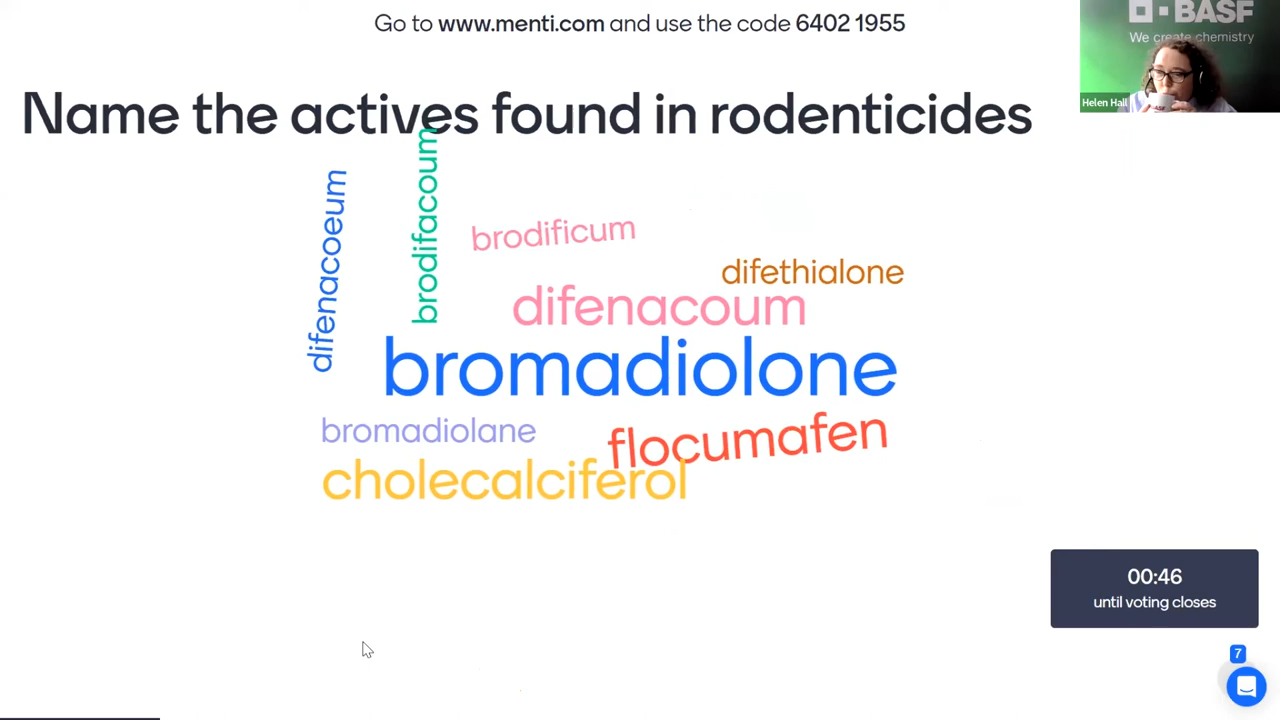 Go to www.menti.com and use the code 6402 1955
BASF
We create chemistry
Helen Hall
Name the actives found in rodenticides
difenacoeum
brodifacoum
brodificum
difethialone
difenacoum
bromadiolone
bromadiolane
flocumafen
cholecalciferol
00:46
until voting closes
7